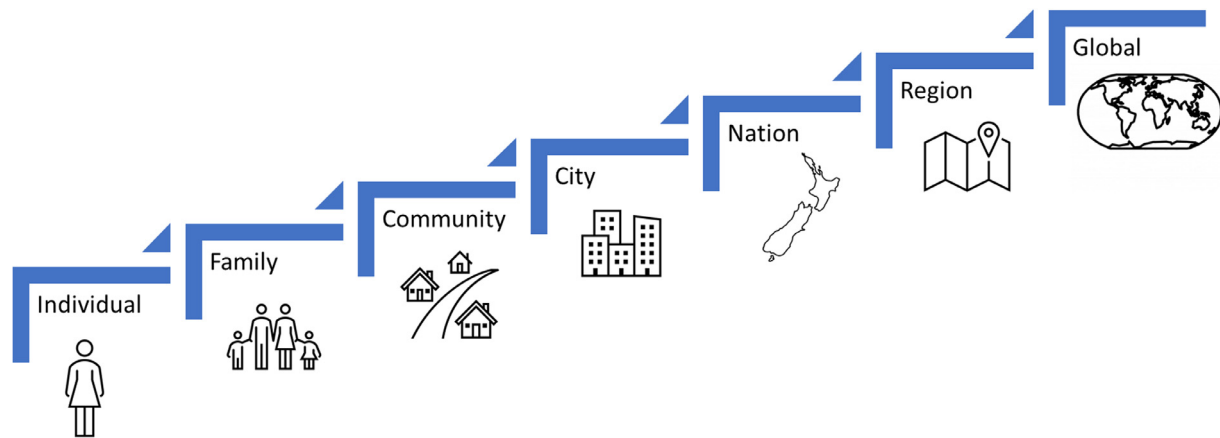 Individual
Family
Community
City
Nation
Region
Global